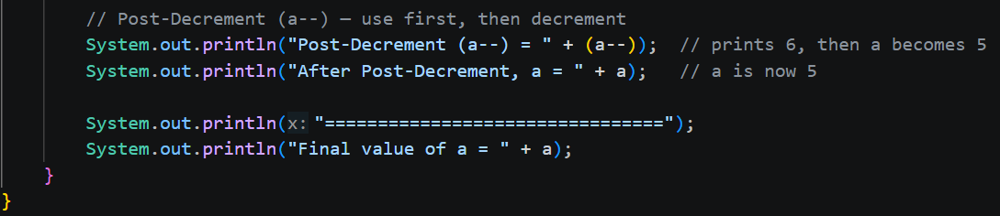 // Post-Decrement (a--) — use first, then decrement
System.out.println("Post-Decrement (a--) = " + (a--));  // prints 6, then a becomes 5
System.out.println("After Post-Decrement, a = " + a);   // a is now 5
System.out.println(x: "================================");
System.out.println("Final value of a = " + a);
}
}